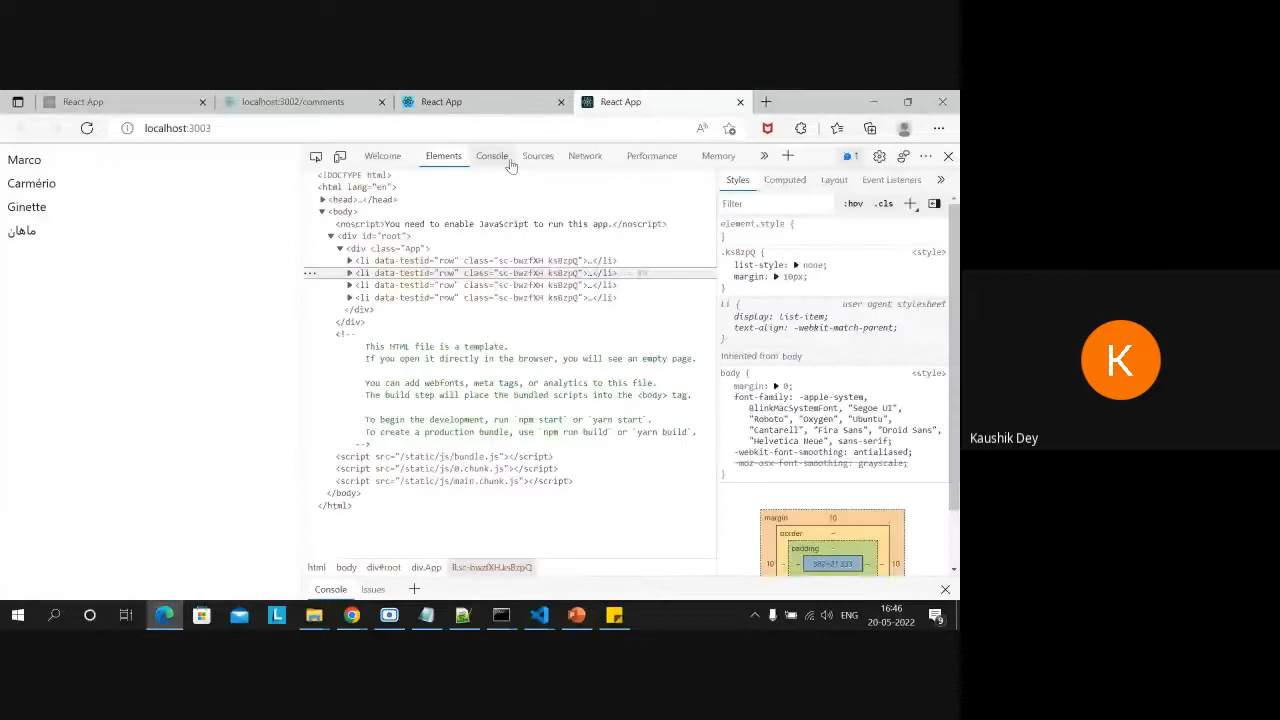 React App
localhost:3002/comments
React App
React App
localhost:3003
Marco
Carmério
Ginette
ماهان
Welcome
Elements
Console
Sources
Network
Performance
Memory
1
<!DOCTYPE html>
<html lang="en">
<head>…</head>
<body>
<noscript>You need to enable JavaScript to run this app.</noscript>
<div id="root">
<div class="App">
<li data-testid="row" class="sc-bwzfXH ksBzpQ">…</li>
<li data-testid="row" class="sc-bwzfXH ksBzpQ">…</li>
<li data-testid="row" class="sc-bwzfXH ksBzpQ">…</li>
<li data-testid="row" class="sc-bwzfXH ksBzpQ">…</li>
</div>
</div>
<!--
This HTML file is a template.
If you open it directly in the browser, you will see an empty page.
You can add webfonts, meta tags, or analytics to this file.
The build step will place the bundled scripts into the <body> tag.
To begin the development, run `npm start` or `yarn start`.
To create a production bundle, use `npm run build` or `yarn build`,
-->
<script src="/static/js/bundle.js"></script>
<script src="/static/js/0.chunk.js"></script>
<script src="/static/js/main.chunk.js"></script>
</body>
</html>
html body div#root div.App li.sc-bwzfXH.ksBzpQ
Styles
Computed
Layout
Event Listeners
Filter
:hov
.cls
element.style {
}
.ksBzpQ { <style>
list-style: none;
margin: 10px;
}
li { user agent stylesheet
display: list-item;
text-align: -webkit-match-parent;
}
Inherited from body
body { <style>
margin: 0;
font-family: -apple-system,
BlinkMacSystemFont, "Segoe UI",
"Roboto", "Oxygen", "Ubuntu",
"Cantarell", "Fira Sans", "Droid Sans",
"Helvetica Neue", sans-serif;
-webkit-font-smoothing: antialiased;
-moz-osx-font-smoothing: grayscale;
}
margin 10
border -
padding -
10
10
Console
Issues
ENG
16:46
20-05-2022
9
K
Kaushik Dey